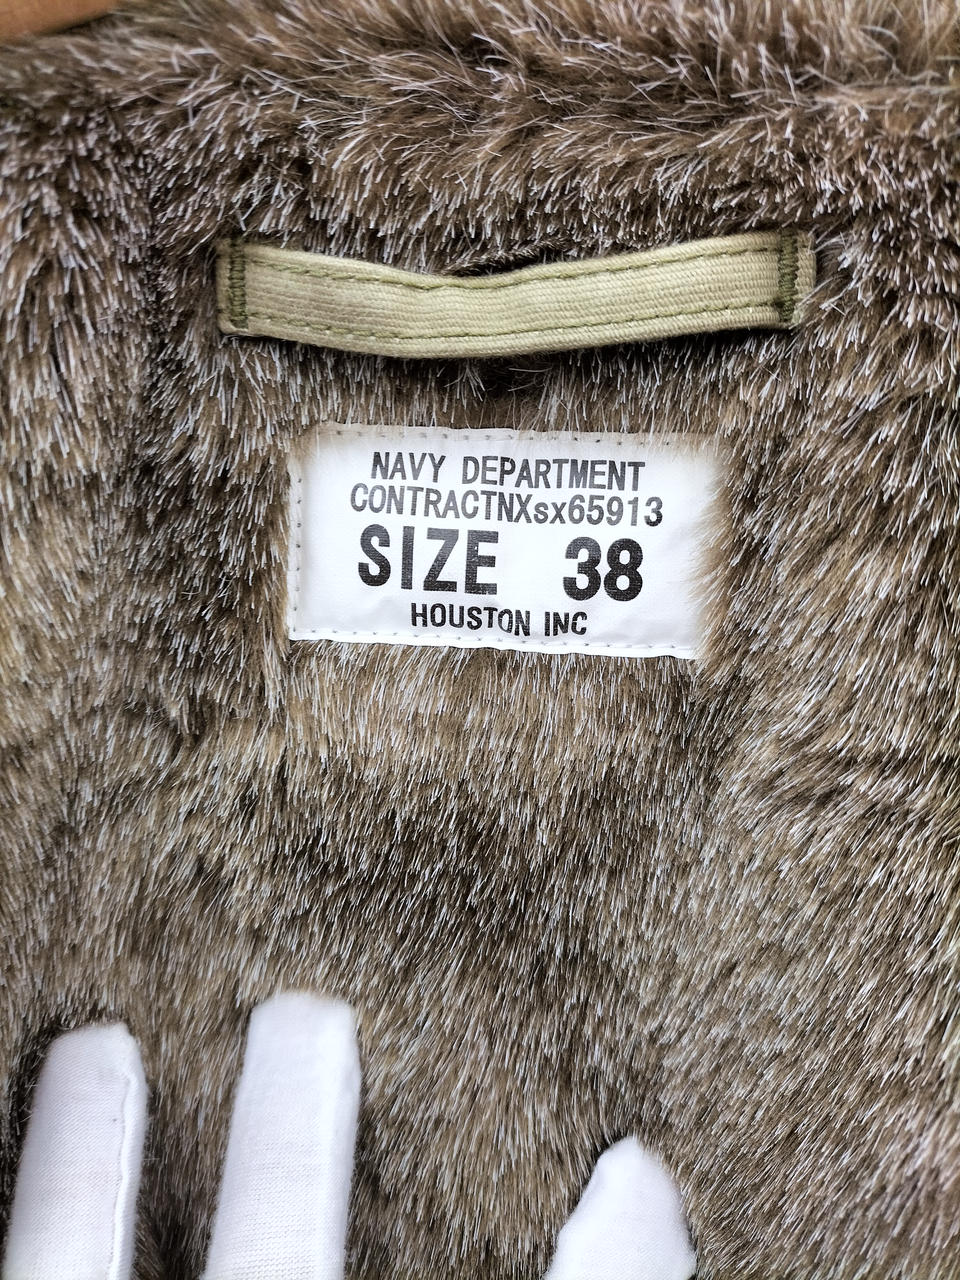 NAVY DEPARTMENT
CONTRACTNXsx65913
SIZE 38
HOUSTON INC